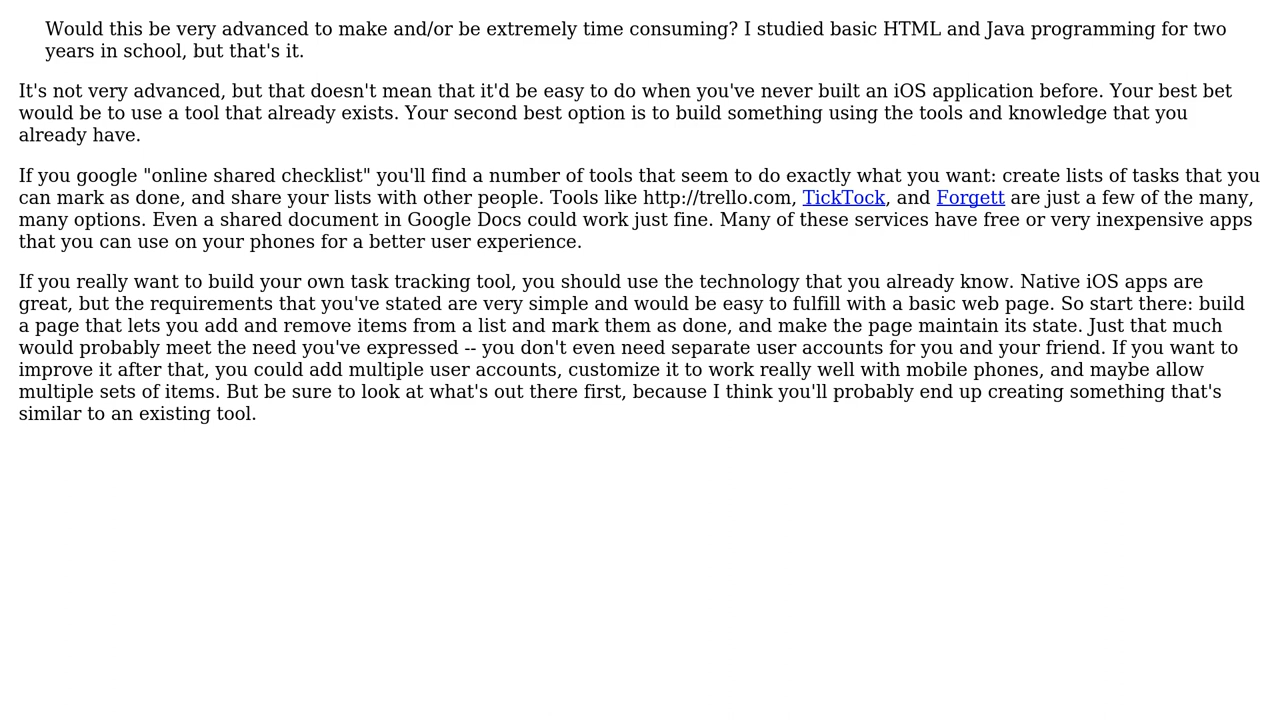 Would this be very advanced to make and/or be extremely time consuming? I studied basic HTML and Java programming for two
years in school, but that's it.
It's not very advanced, but that doesn't mean that it'd be easy to do when you've never built an iOS application before. Your best bet
would be to use a tool that already exists. Your second best option is to build something using the tools and knowledge that you
already have.
If you google "online shared checklist" you'll find a number of tools that seem to do exactly what you want: create lists of tasks that you
can mark as done, and share your lists with other people. Tools like http://trello.com, TickTock, and Forgett are just a few of the many,
many options. Even a shared document in Google Docs could work just fine. Many of these services have free or very inexpensive apps
that you can use on your phones for a better user experience.
If you really want to build your own task tracking tool, you should use the technology that you already know. Native iOS apps are
great, but the requirements that you've stated are very simple and would be easy to fulfill with a basic web page. So start there: build
a page that lets you add and remove items from a list and mark them as done, and make the page maintain its state. Just that much
would probably meet the need you've expressed -- you don't even need separate user accounts for you and your friend. If you want to
improve it after that, you could add multiple user accounts, customize it to work really well with mobile phones, and maybe allow
multiple sets of items. But be sure to look at what's out there first, because I think you'll probably end up creating something that's
similar to an existing tool.